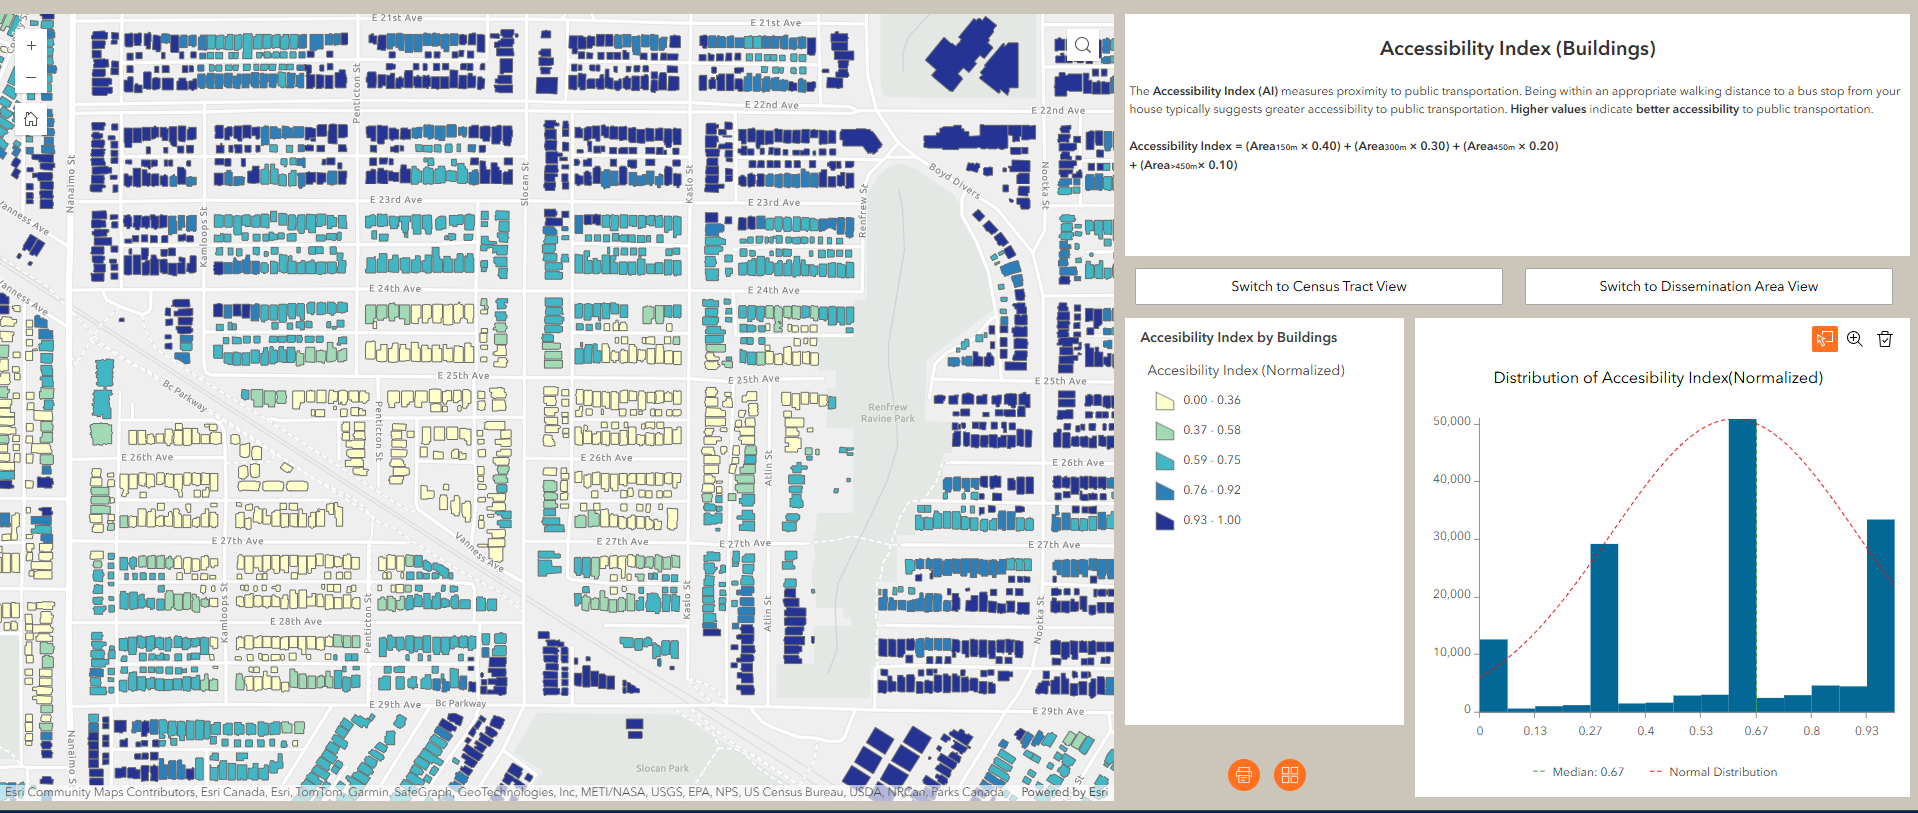 E 21st Ave
E 21st Ave
E 22nd Ave
E 22nd Ave
Penticton St
Nanaimo St
Slocan St
Kaslo St
Boyd Divers
Nootka St
Vanness Ave
E 23rd Ave
E 23rd Ave
Kamloops St
Renfrew St
Vanness Ave
E 24th Ave
E 24th Ave
E 25th Ave
E 25th Ave
E 25th Ave
Bc Parkway
Penticton St
Renfrew
Ravine Park
E 26th Ave
E 26th Ave
E 26th Ave
Atlin St
E 27th Ave
E 27th Ave
E 27th Ave
E 27th Ave
Vanness Ave
Kamloops St
Penticton St
Kaslo St
Atlin St
Nootka St
E 28th Ave
E 29th Ave
Bc Parkway
E 29th Ave
Nanaimo S
Slocan Park
Esri Community Maps Contributors, Esri Canada, Esri, TomTom, Garmin, SafeGraph, GeoTechnologies, Inc, METI/NASA, USGS, EPA, NPS, US Census Bureau, USDA, NRCan, Parks Canada
Powered by Esri
Accessibility Index (Buildings)
The Accessibility Index (AI) measures proximity to public transportation. Being within an appropriate walking distance to a bus stop from your
house typically suggests greater accessibility to public transportation. Higher values indicate better accessibility to public transportation.
Accessibility Index = (Area150m × 0.40) + (Area300m × 0.30) + (Area450m × 0.20)
+ (Area>450m× 0.10)
Switch to Census Tract View
Switch to Dissemination Area View
Accesibility Index by Buildings
Accesibility Index (Normalized)
0.00 - 0.36
0.37 - 0.58
0.59 - 0.75
0.76 - 0.92
0.93 - 1.00
Distribution of Accesibility Index(Normalized)
50,000
40,000
30,000
20,000
10,000
0
0 0.13 0.27 0.4 0.53 0.67 0.8 0.93
Median: 0.67
Normal Distribution